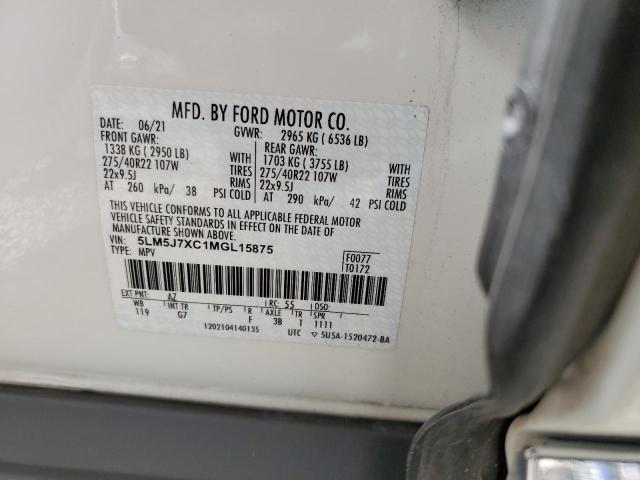 MFD. BY FORD MOTOR CO.
DATE: 06/21 GVWR: 2965 KG ( 6536 LB)
FRONT GAWR: REAR GAWR:
1338 KG ( 2950 LB) WITH 1703 KG ( 3755 LB) WITH
275/40R22 107W TIRES 275/40R22 107W TIRES
22x9.5J RIMS 22x9.5J RIMS
AT 260 kPa/ 38 PSI COLD AT 290 kPa/ 42 PSI COLD
THIS VEHICLE CONFORMS TO ALL APPLICABLE FEDERAL MOTOR
VEHICLE SAFETY STANDARDS IN EFFECT ON THE DATE OF
MANUFACTURE SHOWN ABOVE.
VIN: 5LM5J7XC1MGL15875 F0077
TYPE: MPV T0172
EXT PNT: AZ RC: 55 DSO:
WB INT TR TP/PS R AXLE TR SPR
119 G7 F 3B T 1111
1202104140135 UTC ▽ 5U5A-1520472-BA